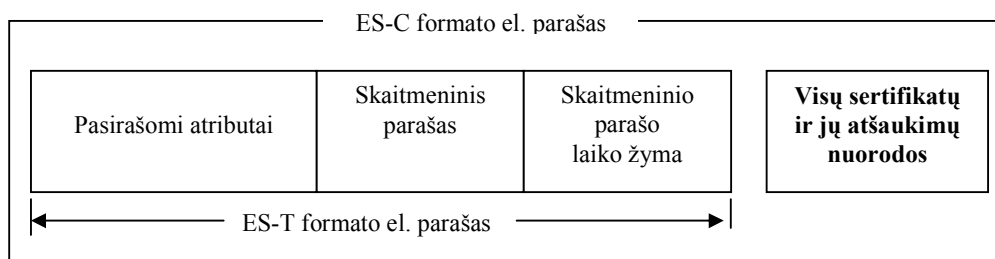 ES-C formato el. parašas
Pasirašomi atributai
Skaitmeninis
parašas
Skaitmeninio
parašo
laiko žyma
Visų sertifikatų
ir jų atšaukimų
nuorodos
ES-T formato el. parašas